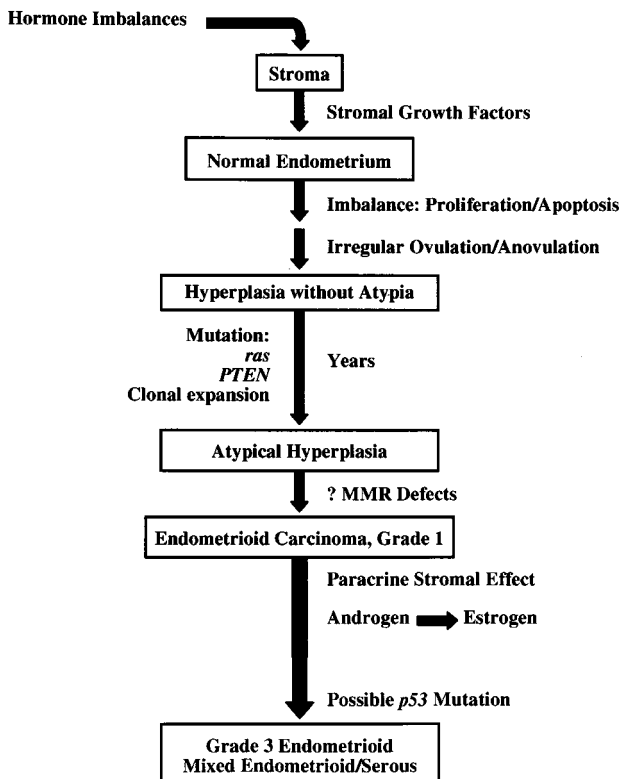 Hormone Imbalances
Stroma
Stromal Growth Factors
Normal Endometrium
Imbalance: Proliferation/Apoptosis
Irregular Ovulation/Anovulation
Hyperplasia without Atypia
Mutation:
ras
PTEN
Clonal expansion
Years
Atypical Hyperplasia
? MMR Defects
Endometrioid Carcinoma, Grade 1
Paracrine Stromal Effect
Androgen Estrogen
Possible p53 Mutation
Grade 3 Endometrioid
Mixed Endometrioid/Serous